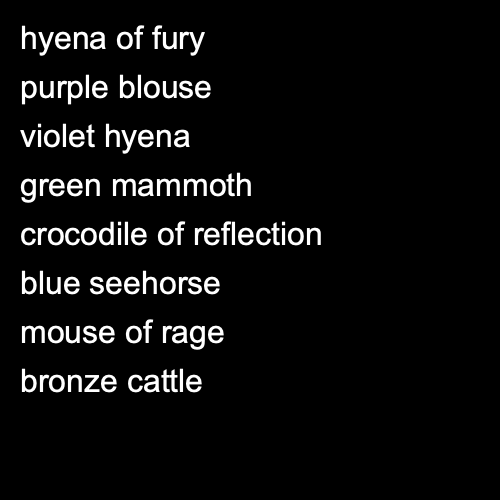 hyena of fury
purple blouse
violet hyena
green mammoth
crocodile of reflection
blue seehorse
mouse of rage
bronze cattle